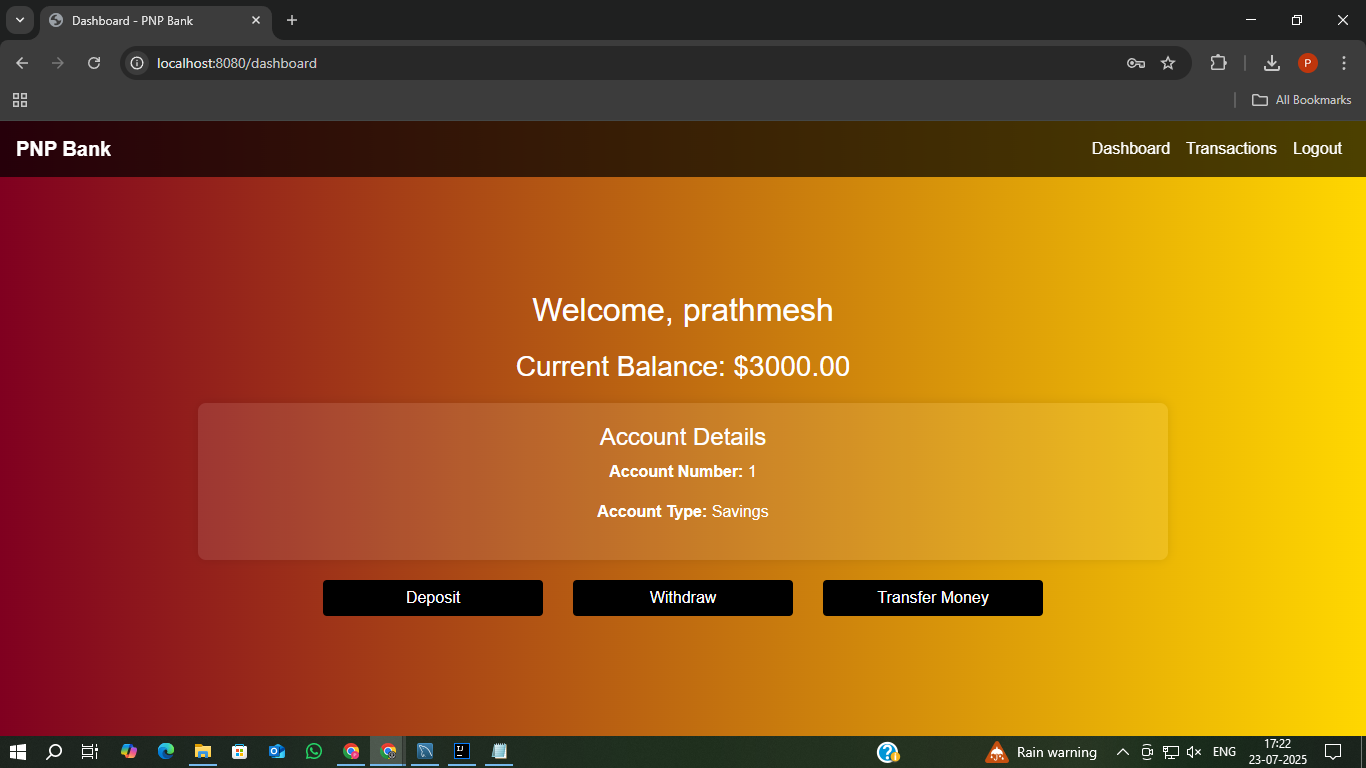 Dashboard - PNP Bank
localhost:8080/dashboard
P
All Bookmarks
PNP Bank
Dashboard Transactions Logout
Welcome, prathmesh
Current Balance: $3000.00
Account Details
Account Number: 1
Account Type: Savings
Deposit Withdraw Transfer Money
Rain warning
ENG
17:22
23-07-2025